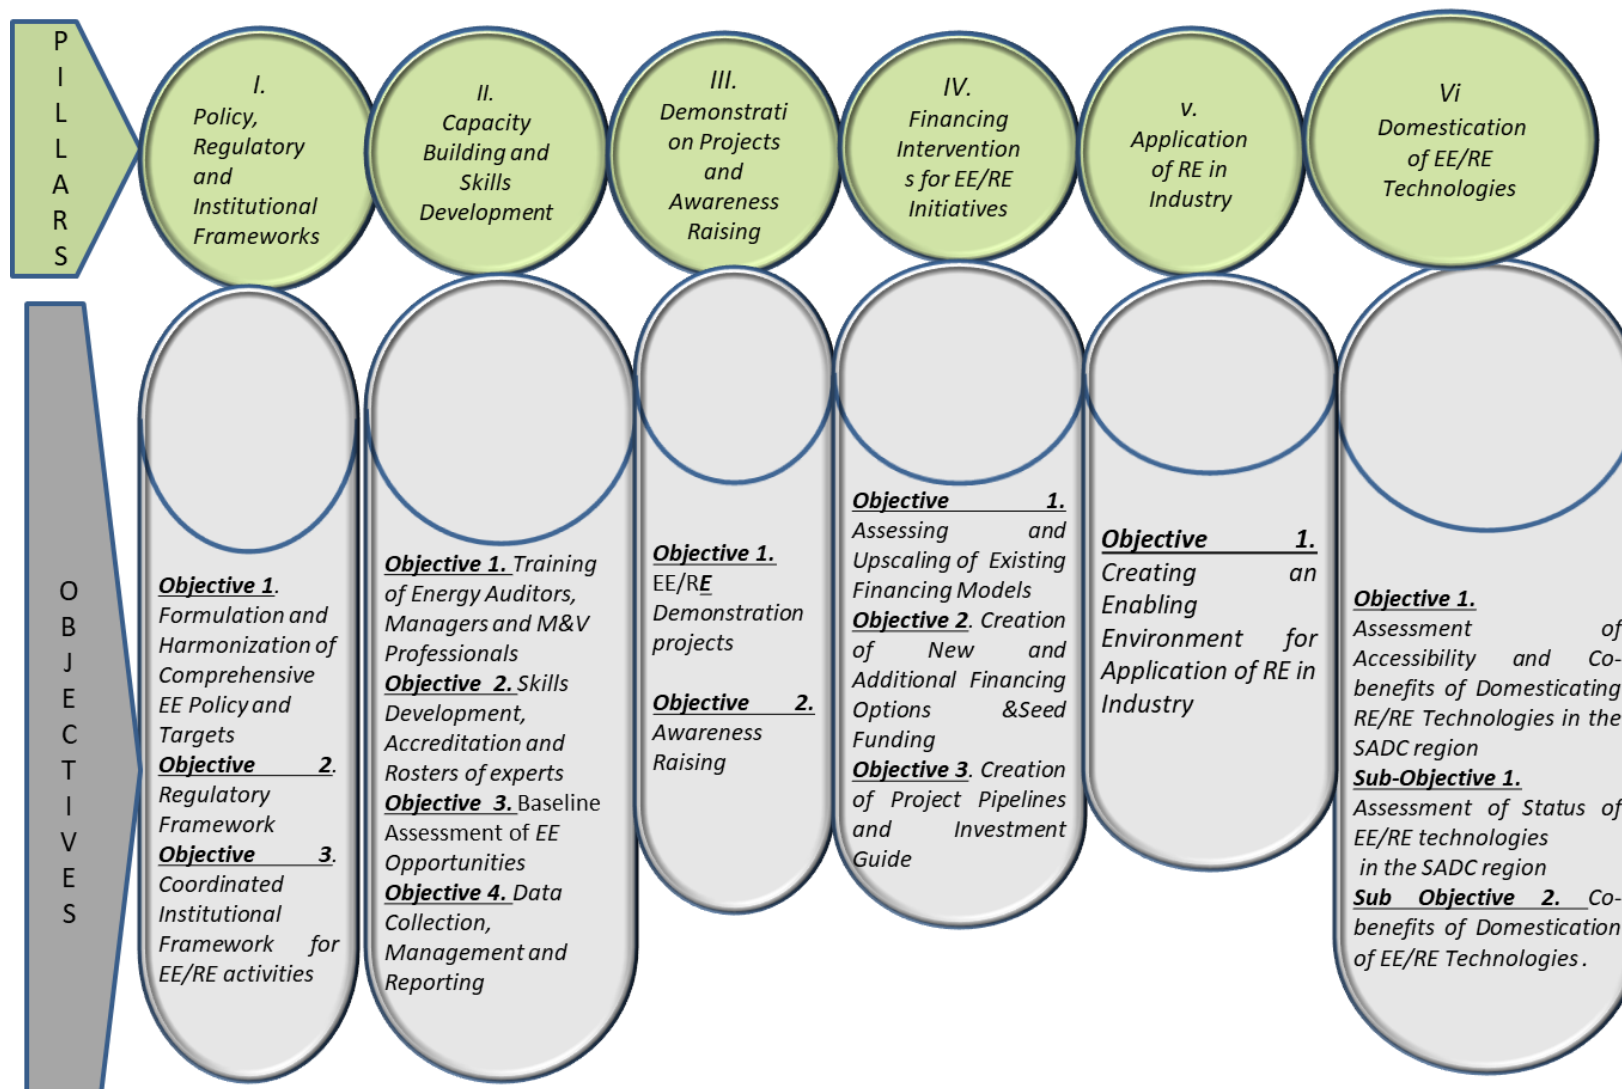 PILLARS
I.
Policy,
Regulatory
and
Institutional
Frameworks
II.
Capacity
Building and
Skills
Development
III.
Demonstrati
on Projects
and
Awareness
Raising
IV.
Financing
Intervention
s for EE/RE
Initiatives
v.
Application
of RE in
Industry
Vi
Domestication
of EE/RE
Technologies
OBJECTIVES
Objective 1.
Formulation and
Harmonization of
Comprehensive
EE Policy and
Targets
Objective 2.
Regulatory
Framework
Objective 3.
Coordinated
Institutional
Framework for
EE/RE activities
Objective 1. Training
of Energy Auditors,
Managers and M&V
Professionals
Objective 2. Skills
Development,
Accreditation and
Rosters of experts
Objective 3. Baseline
Assessment of EE
Opportunities
Objective 4. Data
Collection,
Management and
Reporting
Objective 1.
EE/RE
Demonstration
projects
Objective 2.
Awareness
Raising
Objective 1.
Assessing and
Upscaling of Existing
Financing Models
Objective 2. Creation
of New and
Additional Financing
Options &Seed
Funding
Objective 3. Creation
of Project Pipelines
and Investment
Guide
Objective 1.
Creating an
Enabling
Environment for
Application of RE in
Industry
Objective 1.
Assessment of
Accessibility and Co-
benefits of Domesticating
RE/RE Technologies in the
SADC region
Sub-Objective 1.
Assessment of Status of
EE/RE technologies
in the SADC region
Sub Objective 2. Co-
benefits of Domestication
of EE/RE Technologies.